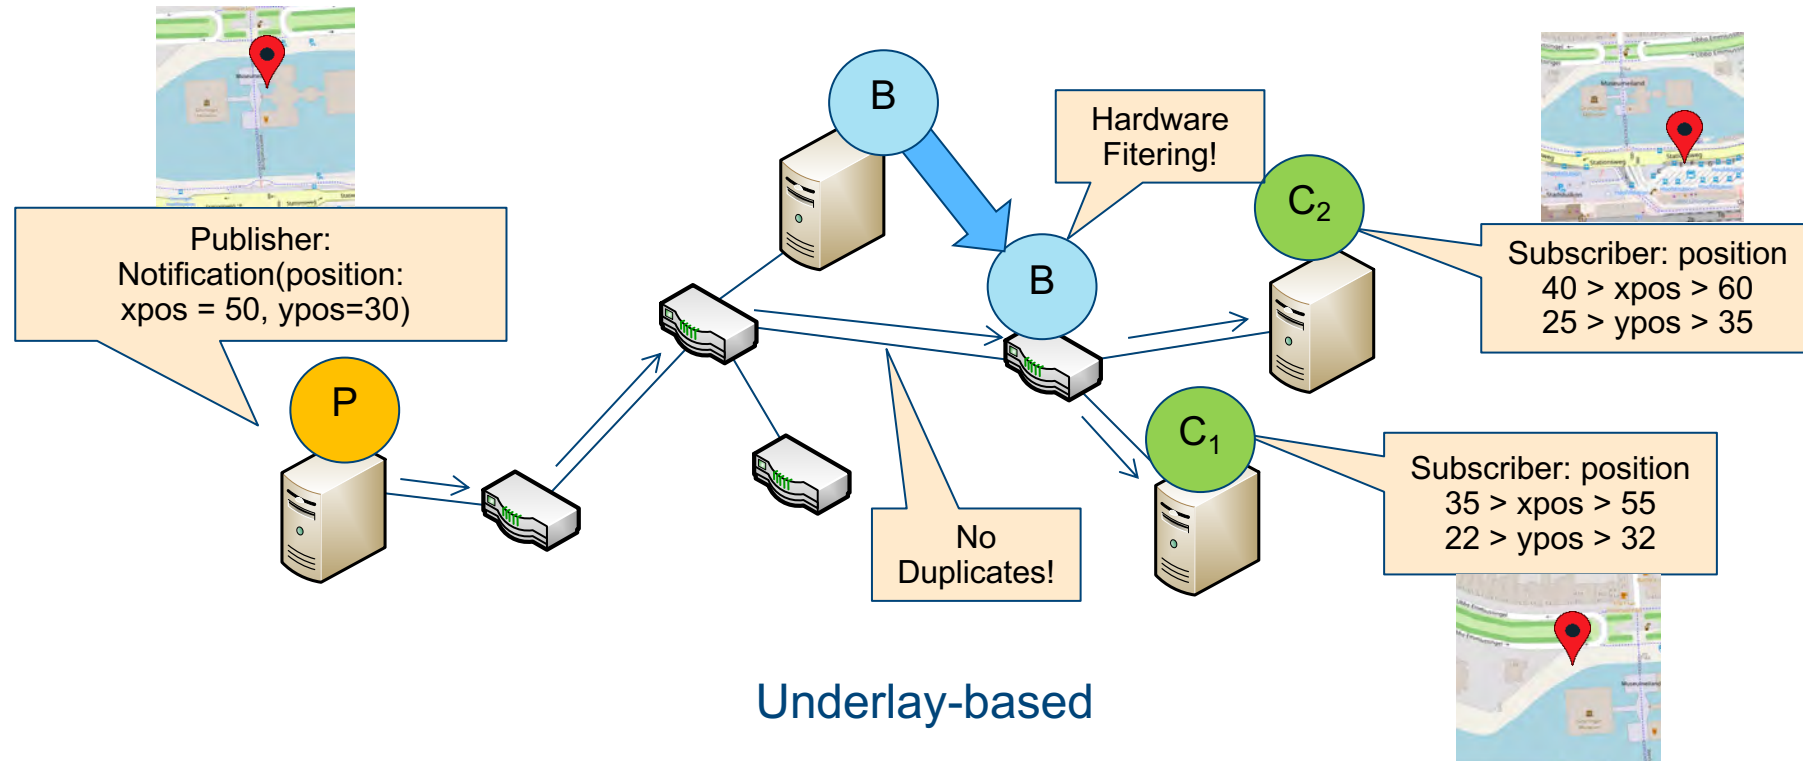 Publisher:
Notification(position:
xpos = 50, ypos=30)
P
B
B
Hardware
Fitering!
No
Duplicates!
C₂
Subscriber: position
40 > xpos > 60
25 > ypos > 35
C₁
Subscriber: position
35 > xpos > 55
22 > ypos > 32
Underlay-based